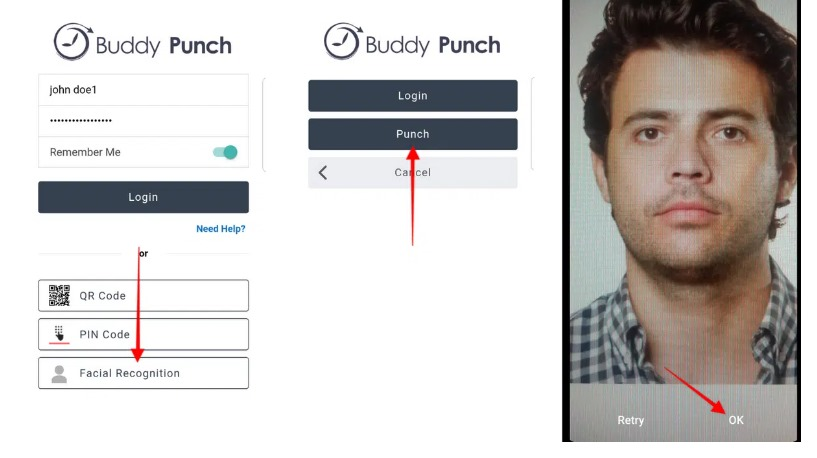 Buddy Punch
john doe1
•••••••••••••••••
Remember Me
Login
Need Help?
or
QR Code
PIN Code
Facial Recognition
Buddy Punch
Login
Punch
Cancel
Retry
OK